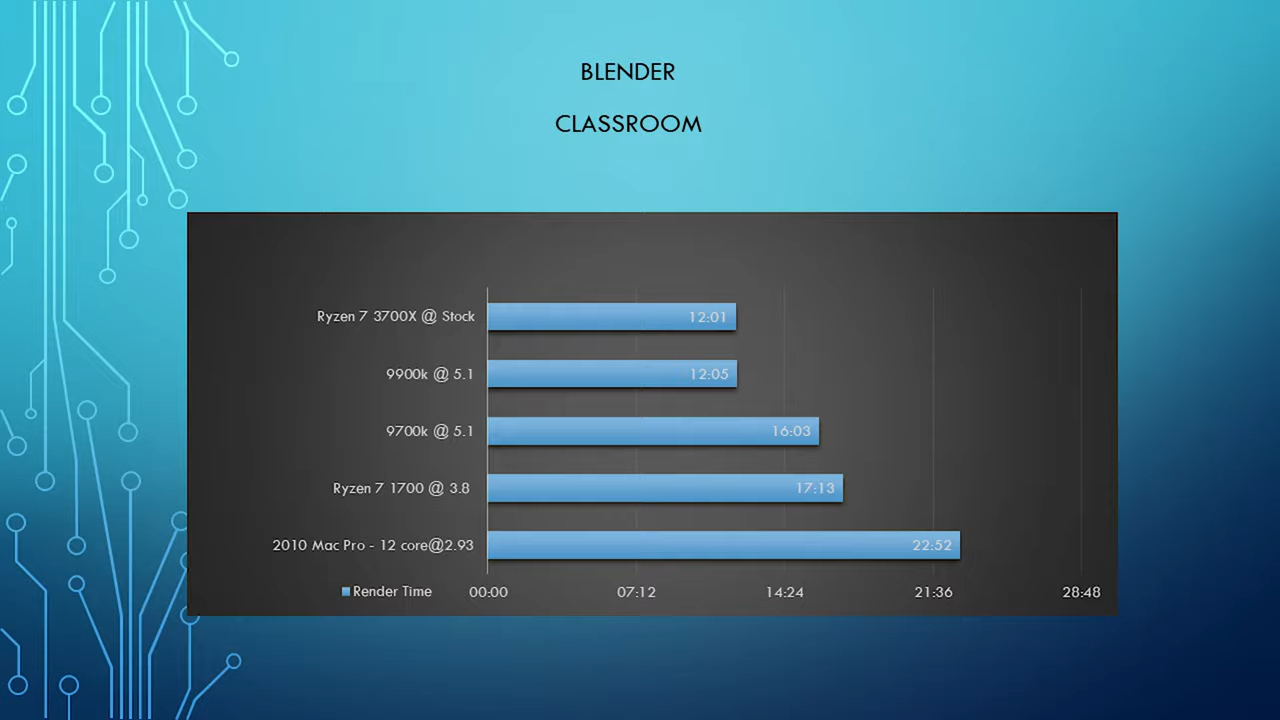 BLENDER
CLASSROOM
Ryzen 7 3700X @ Stock 12:01
9900k @ 5.1 12:05
9700k @ 5.1 16:03
Ryzen 7 1700 @ 3.8 17:13
2010 Mac Pro - 12 core@2.93 22:52
Render Time 00:00 07:12 14:24 21:36 28:48